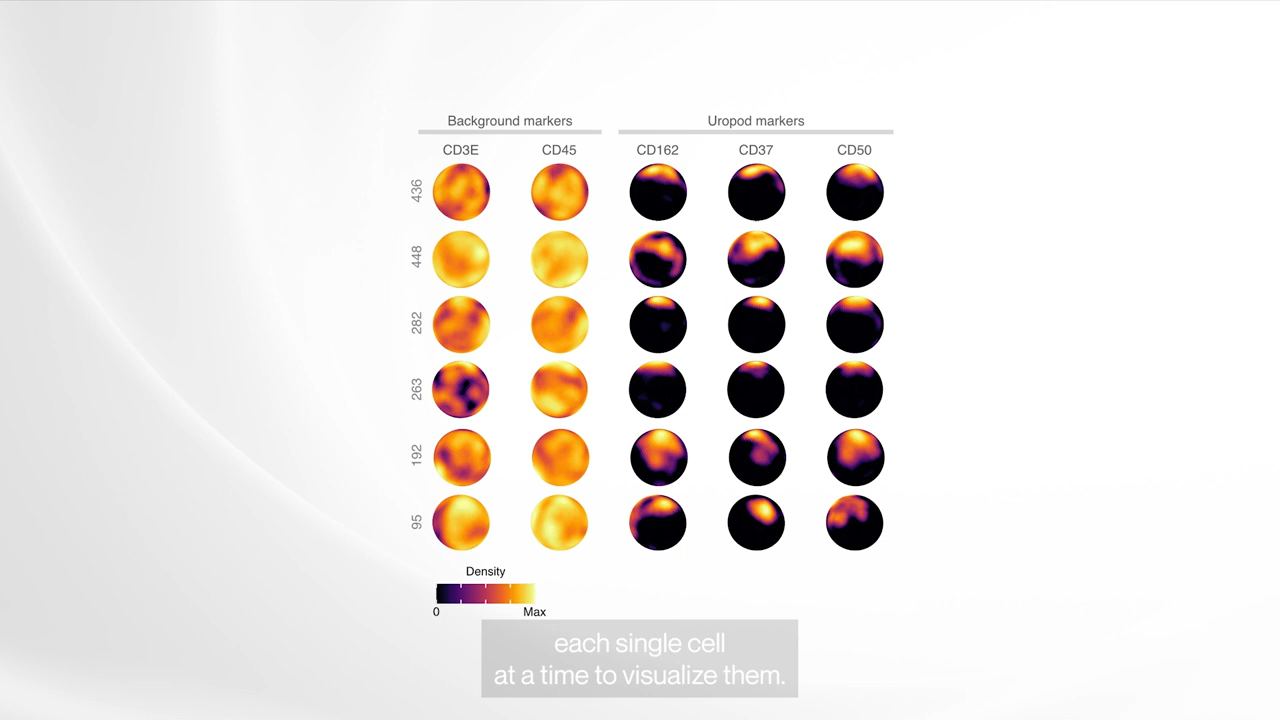 Background markers Uropod markers
CD3E CD45 CD162 CD37 CD50
436
448
282
263
192
95
Density
0 Max
each single cell
at a time to visualize them.